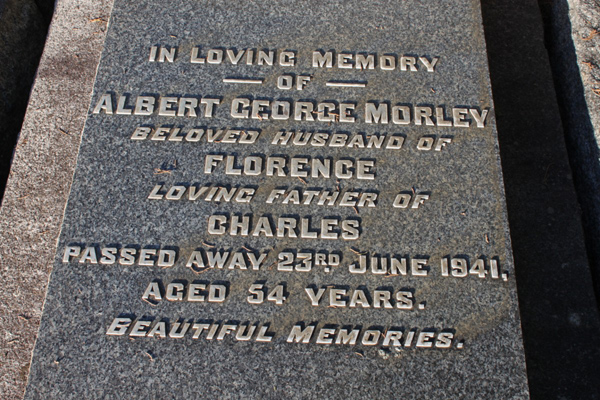 IN LOVING MEMORY
— OF —
ALBERT GEORGE MORLEY
BELOVED HUSBAND OF
FLORENCE
LOVING FATHER OF
CHARLES
PASSED AWAY 23RD JUNE 1941,
AGED 54 YEARS.
BEAUTIFUL MEMORIES.